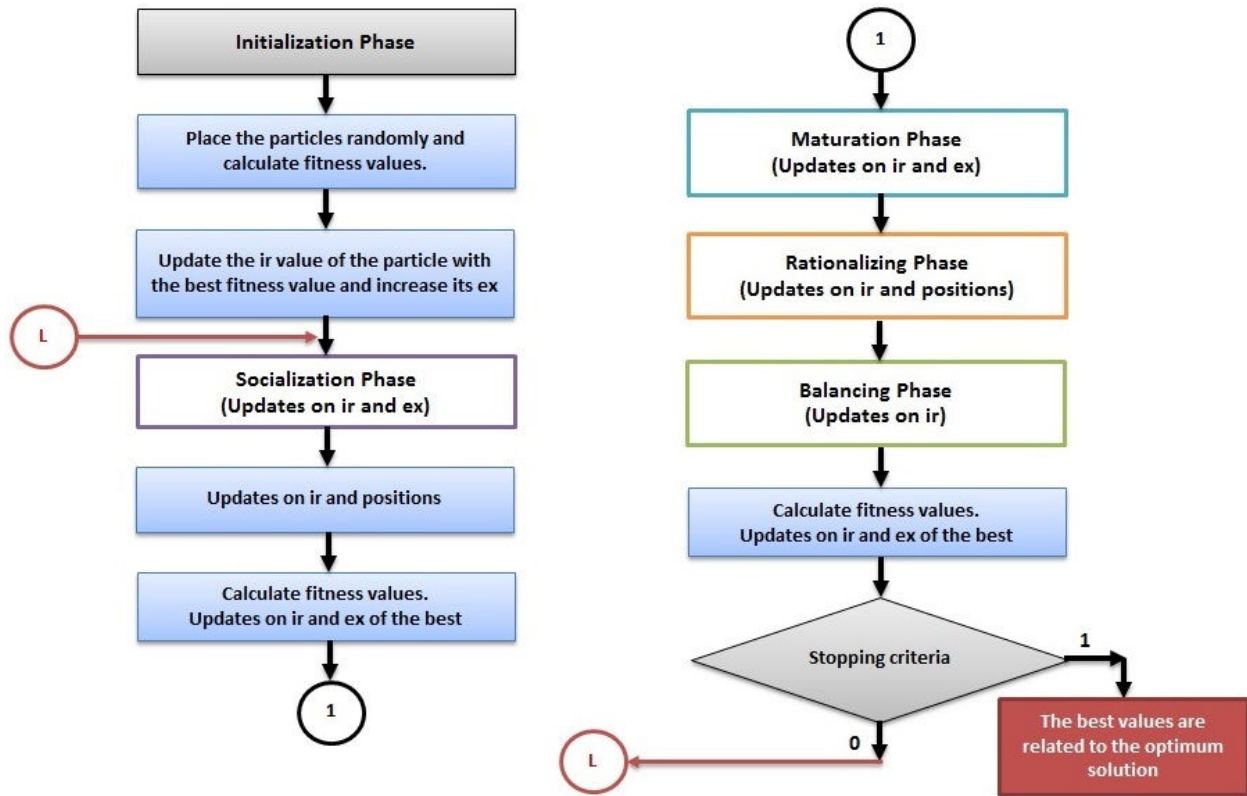 Initialization Phase
Place the particles randomly and
calculate fitness values.
Update the ir value of the particle with
the best fitness value and increase its ex
L
Socialization Phase
(Updates on ir and ex)
Updates on ir and positions
Calculate fitness values.
Updates on ir and ex of the best
1
1
Maturation Phase
(Updates on ir and ex)
Rationalizing Phase
(Updates on ir and positions)
Balancing Phase
(Updates on ir)
Calculate fitness values.
Updates on ir and ex of the best
Stopping criteria
1
The best values are
related to the optimum
solution
0
L